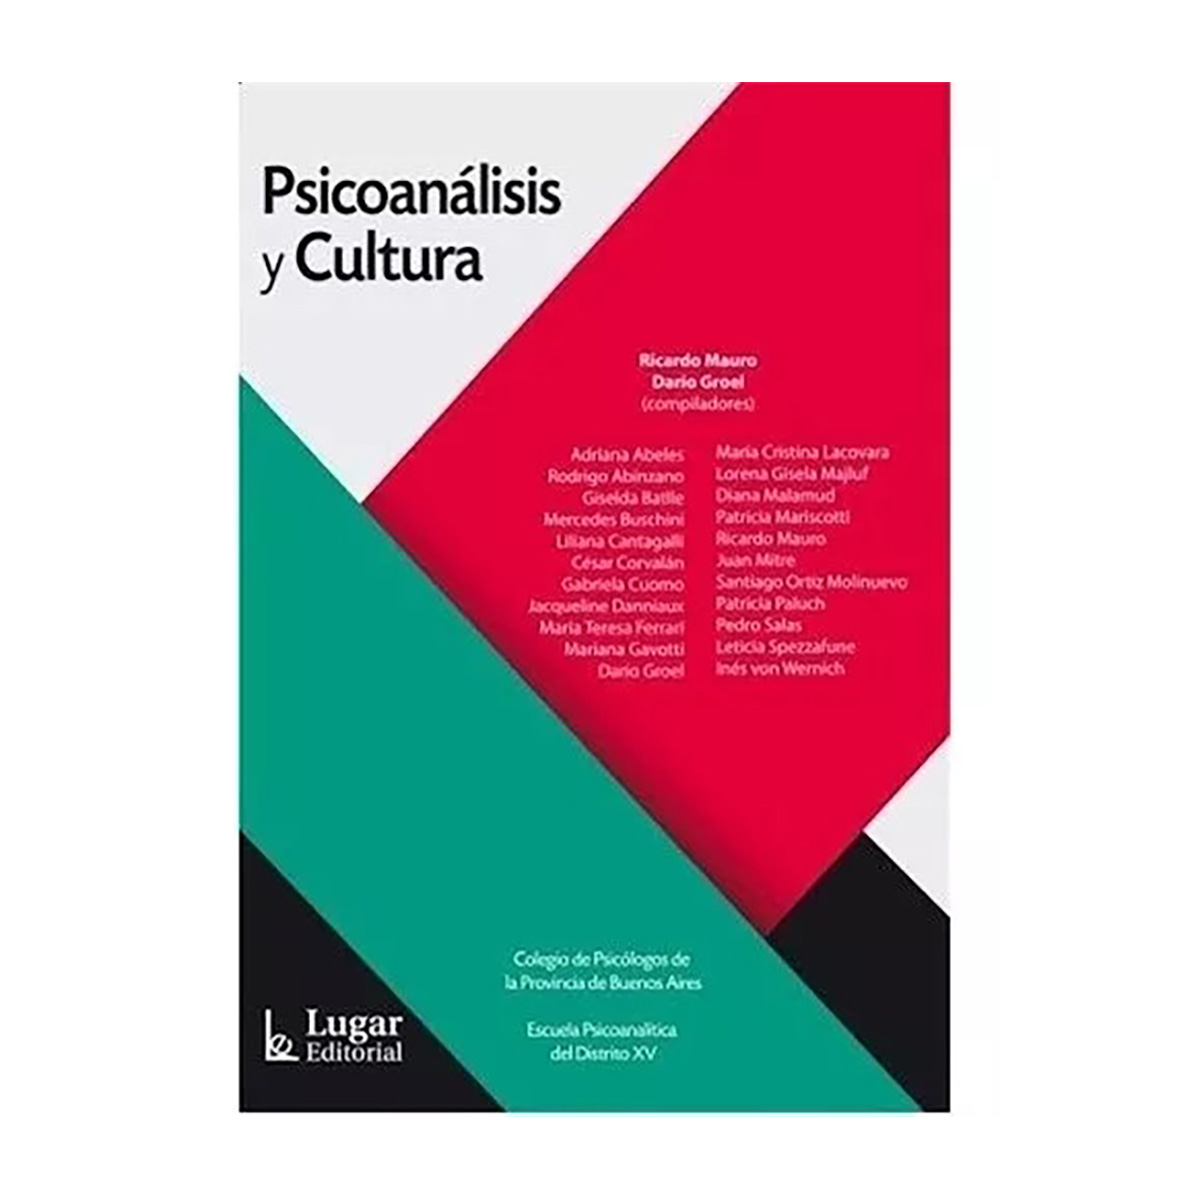 Psicoanálisis
y Cultura
Ricardo Mauro
Darío Groel
(compiladores)
Adriana Abeles
Rodrigo Abinzano
Giselda Batlle
Mercedes Buschini
Liliana Cantagalli
César Corvalán
Gabriela Cuomo
Jacqueline Danniaux
María Teresa Ferrari
Mariana Gavotti
Darío Groel
María Cristina Lacovara
Lorena Gisela Majluf
Diana Malamud
Patricia Mariscotti
Ricardo Mauro
Juan Mitre
Santiago Ortiz Molinuevo
Patricia Paluch
Pedro Salas
Leticia Spezzafune
Inés von Wernich
Colegio de Psicólogos de
la Provincia de Buenos Aires
Escuela Psicoanalítica
del Distrito XV
Lugar
Editorial